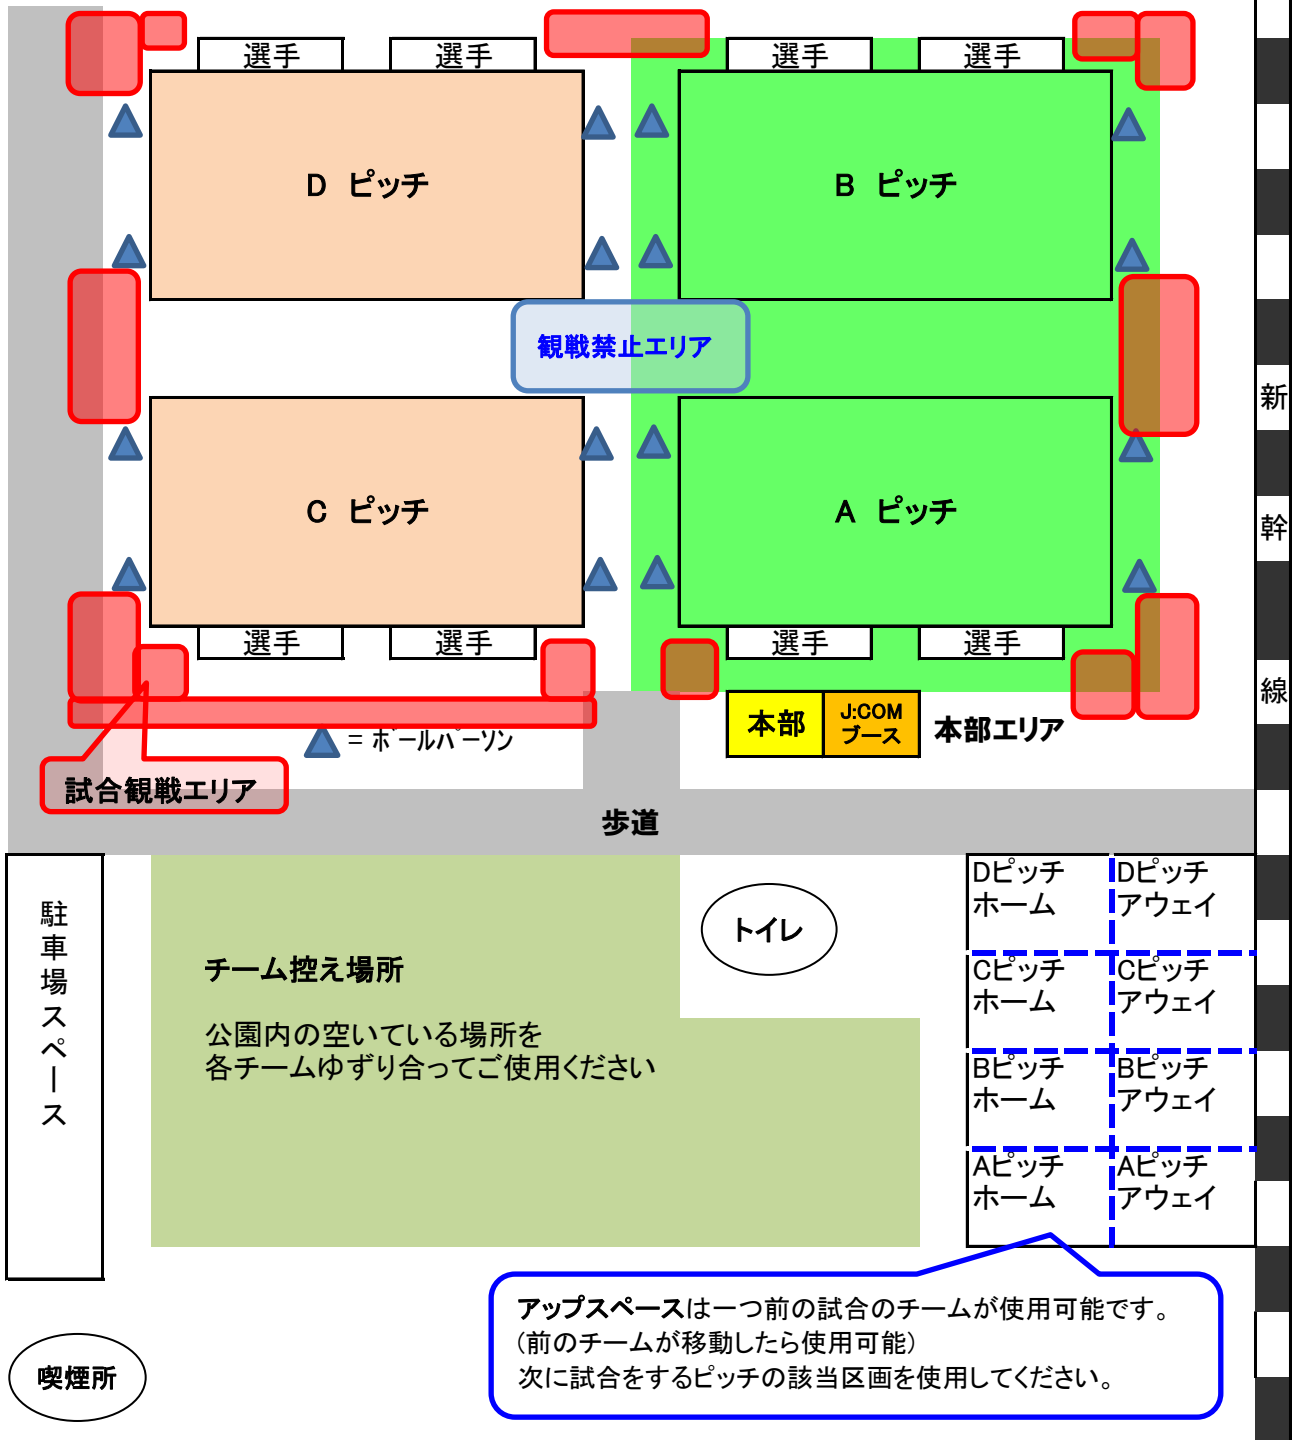 選手
選手
選手
選手
D ピッチ
B ピッチ
観戦禁止エリア
C ピッチ
A ピッチ
選手
選手
選手
選手
新
幹
線
本部
J:COM
ブース
本部エリア
= ボールパーソン
試合観戦エリア
歩道
駐車場スペース
チーム控え場所
公園内の空いている場所を
各チームゆずり合ってご使用ください
トイレ
Dピッチ
ホーム
Dピッチ
アウェイ
Cピッチ
ホーム
Cピッチ
アウェイ
Bピッチ
ホーム
Bピッチ
アウェイ
Aピッチ
ホーム
Aピッチ
アウェイ
アップスペースは一つ前の試合のチームが使用可能です。
(前のチームが移動したら使用可能)
次に試合をするピッチの該当区画を使用してください。
喫煙所